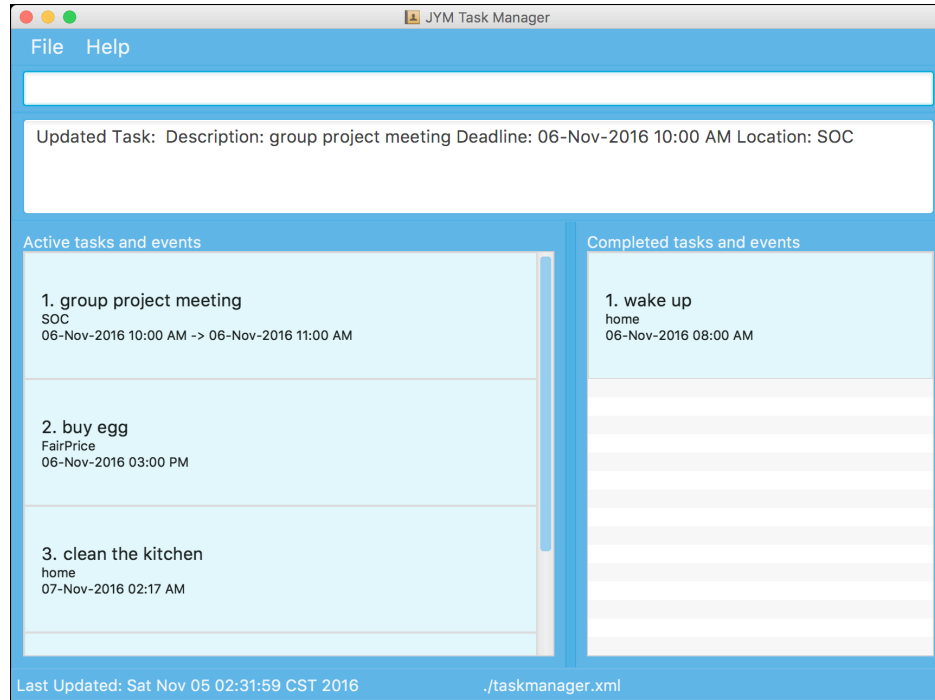 JYM Task Manager
File Help
Updated Task:  Description: group project meeting Deadline: 06-Nov-2016 10:00 AM Location: SOC
Active tasks and events
1. group project meeting
SOC
06-Nov-2016 10:00 AM -> 06-Nov-2016 11:00 AM
2. buy egg
FairPrice
06-Nov-2016 03:00 PM
3. clean the kitchen
home
07-Nov-2016 02:17 AM
Completed tasks and events
1. wake up
home
06-Nov-2016 08:00 AM
Last Updated: Sat Nov 05 02:31:59 CST 2016
./taskmanager.xml